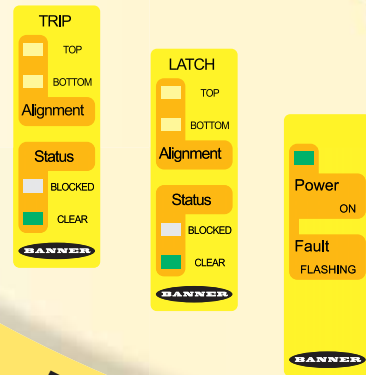 TRIP
TOP
BOTTOM
Alignment
Status
BLOCKED
CLEAR
BANNER
LATCH
TOP
BOTTOM
Alignment
Status
BLOCKED
CLEAR
BANNER
Power
ON
Fault
FLASHING
BANNER